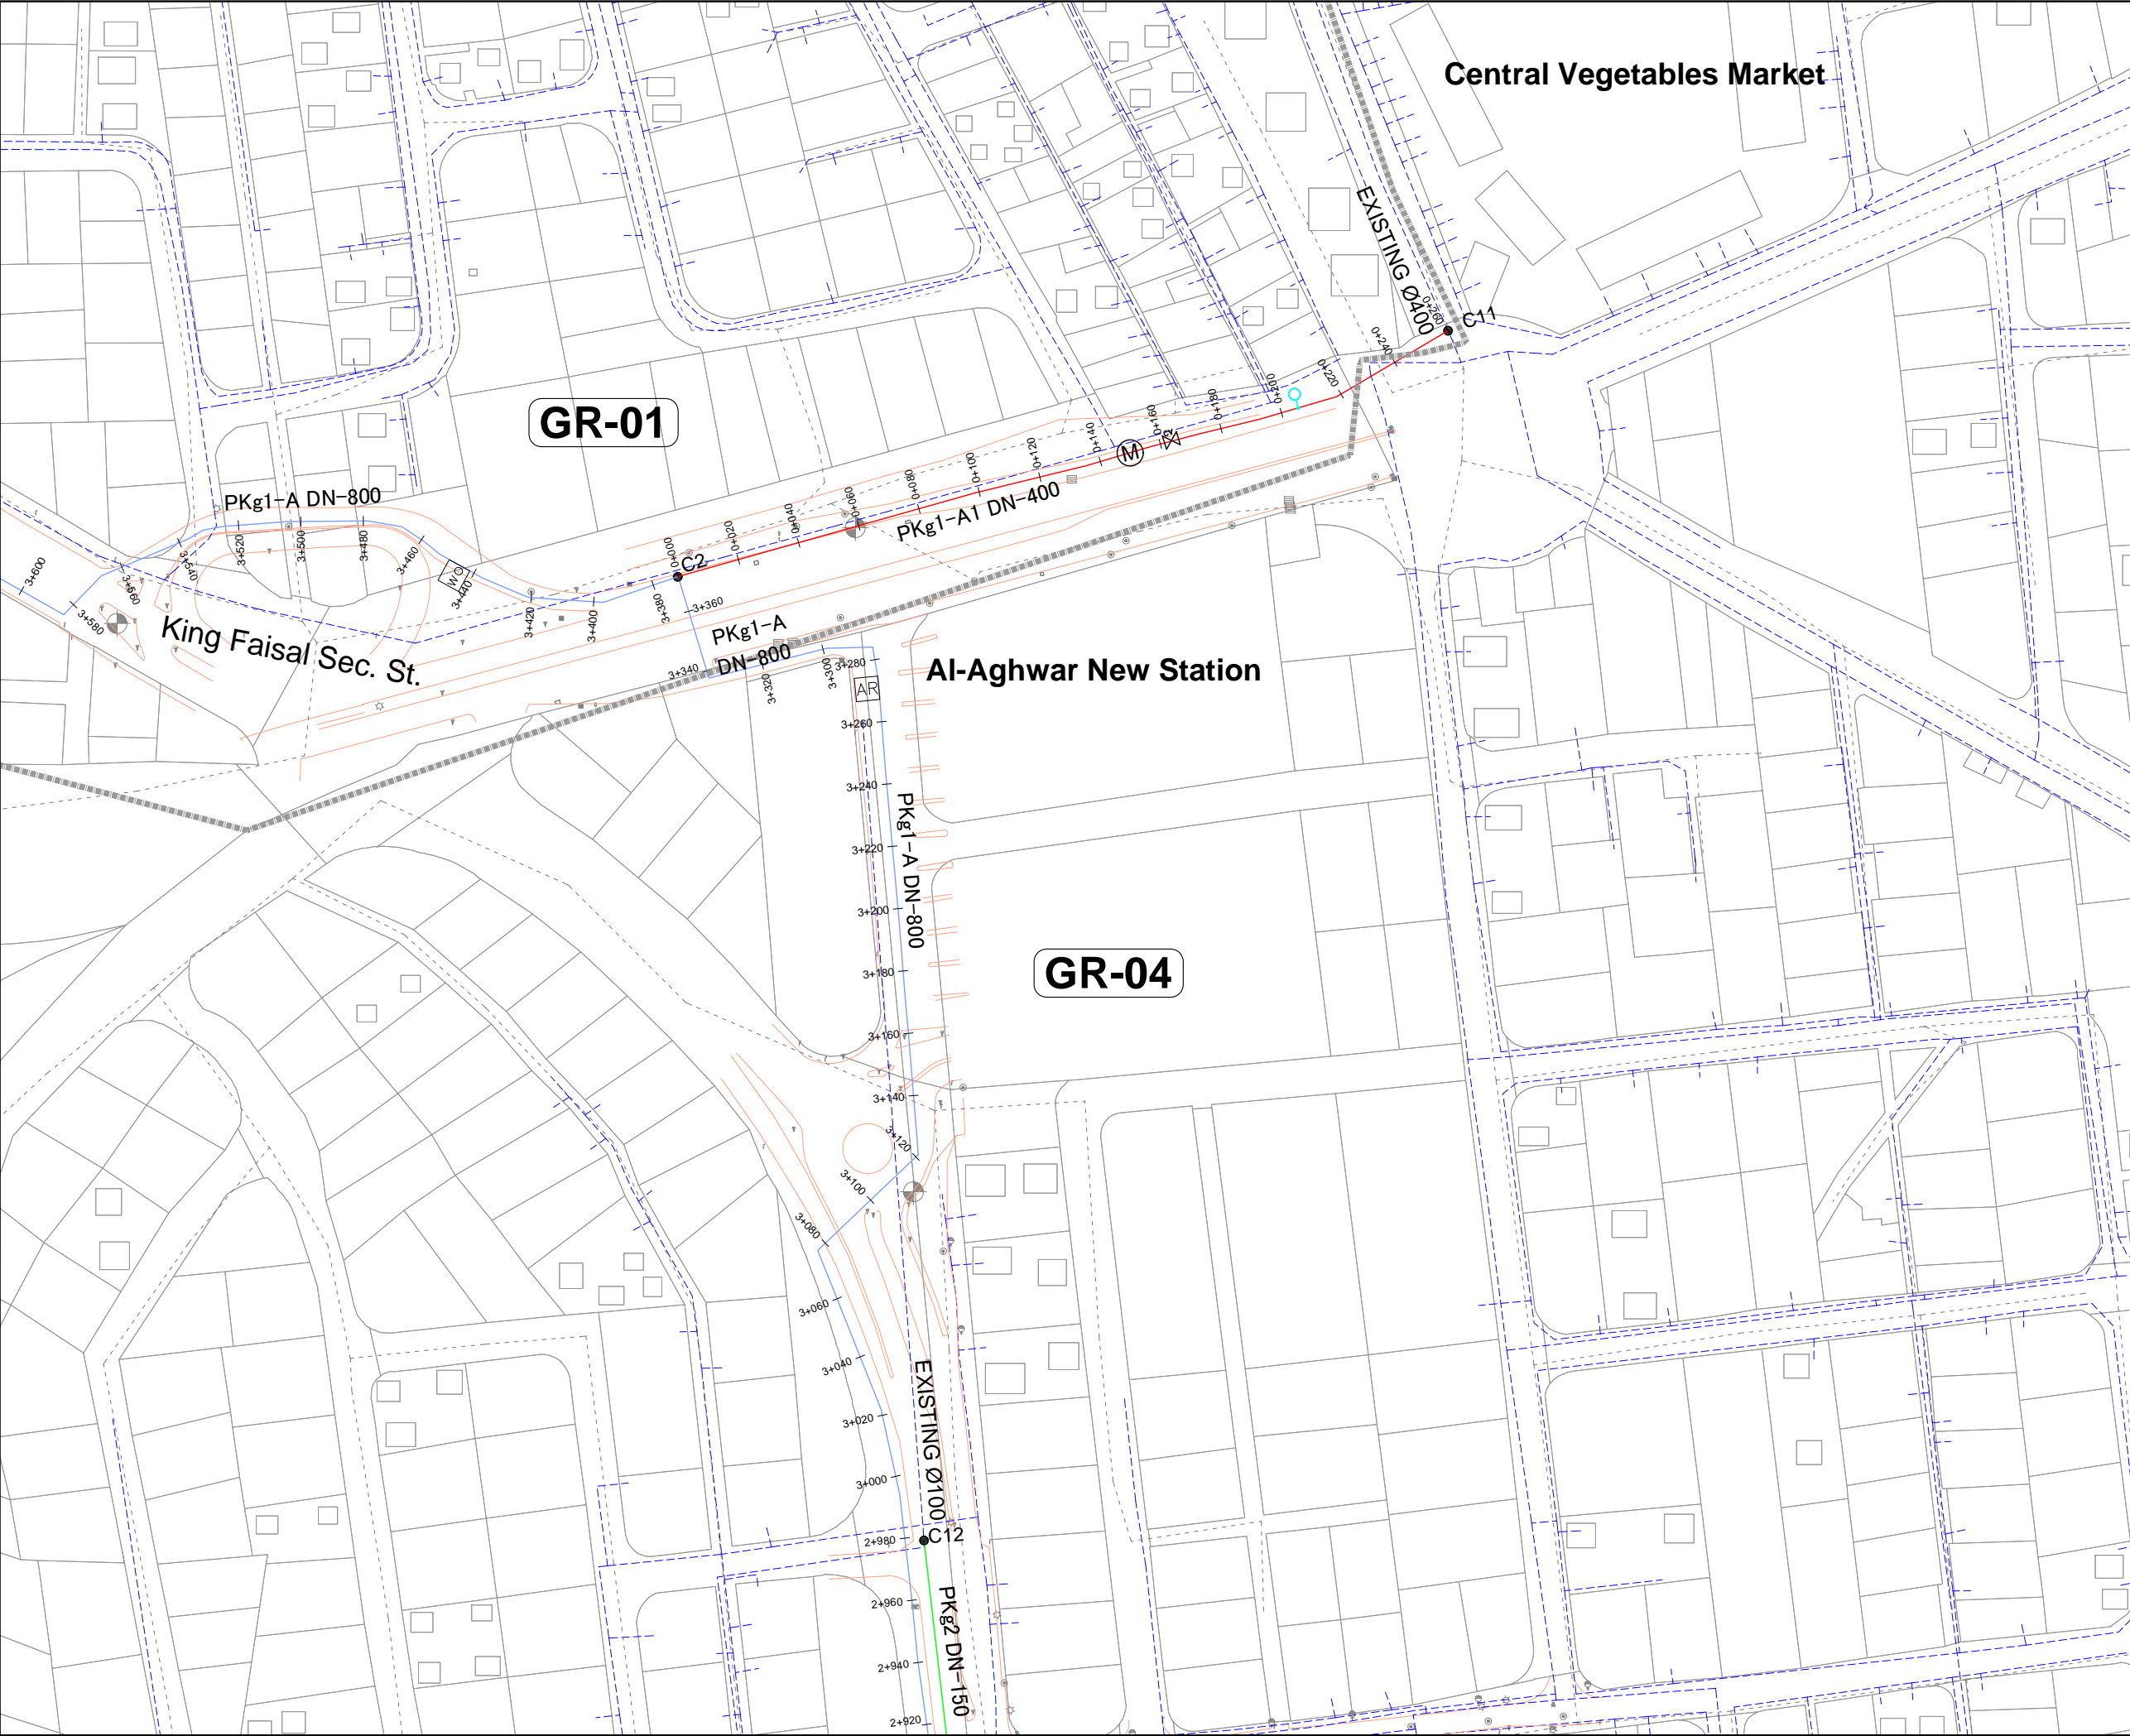 Central Vegetables Market
EXISTING Ø400
0+260
C11
0+240
0+220
0+200
0+180
0+160
0+140
M
0+120
0+100
0+080
0+060
0+040
0+020
0+000
C2
PKg1-A1 DN-400
GR-01
PKg1-A DN-800
3+600
3+580
3+560
3+540
3+520
3+500
3+480
3+460
WO
3+440
3+420
3+400
3+380
3+360
King Faisal Sec. St.
PKg1-A
DN-800
3+340
3+320
3+300
3+280
AR
Al-Aghwar New Station
3+260
3+240
PKg1-A DN-800
3+220
3+200
3+180
GR-04
3+160
3+140
3+120
3+100
3+080
3+060
3+040
3+020
EXISTING Ø100
3+000
2+980
C12
2+960
PKg2 DN-150
2+940
2+920